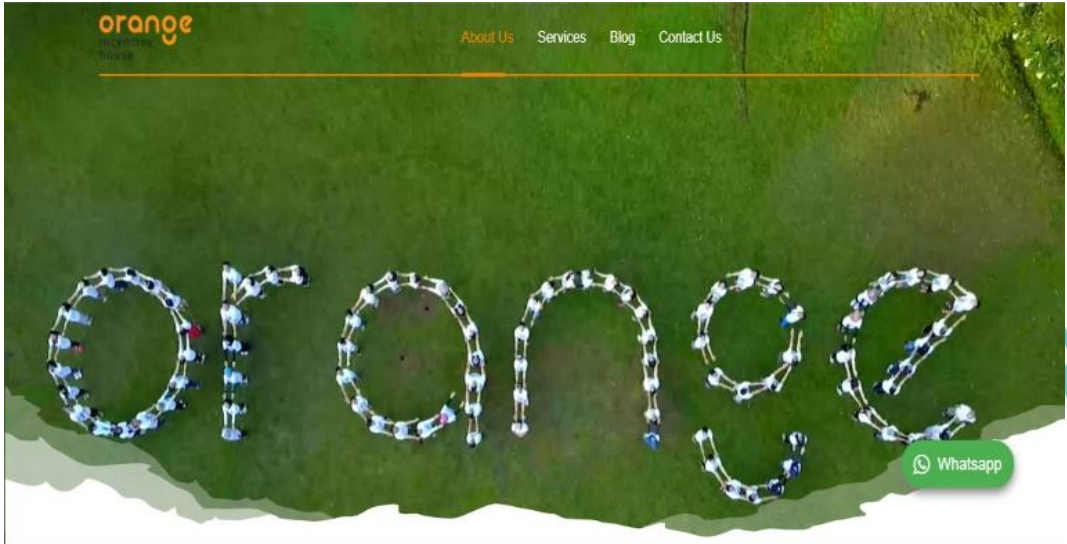 orange
incentive
house
About Us Services Blog Contact Us
orange
Whatsapp